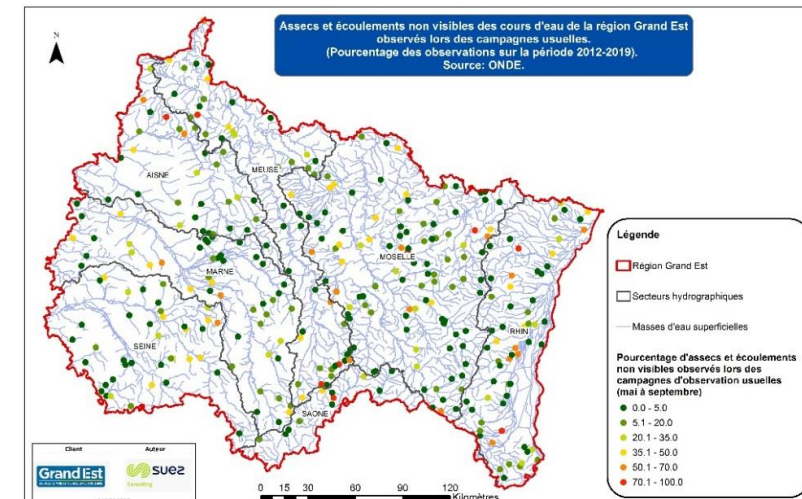 Assecs et écoulements non visibles des cours d'eau de la région Grand Est
observés lors des campagnes usuelles.
(Pourcentage des observations sur la période 2012-2019).
Source: ONDE.
N
AISNE
MEUSE
MARNE
MOSELLE
SEINE
RHIN
SAONE
Légende
Région Grand Est
Secteurs hydrographiques
Masses d'eau superficielles
Pourcentage d'assecs et écoulements
non visibles observés lors des
campagnes d'observation usuelles
(mai à septembre)
0.0 - 5.0
5.1 - 20.0
20.1 - 35.0
35.1 - 50.0
50.1 - 70.0
70.1 - 100.0
Client Auteur
GrandEst
suez
Consulting
0 15 30 60 90 120
Kilomètres